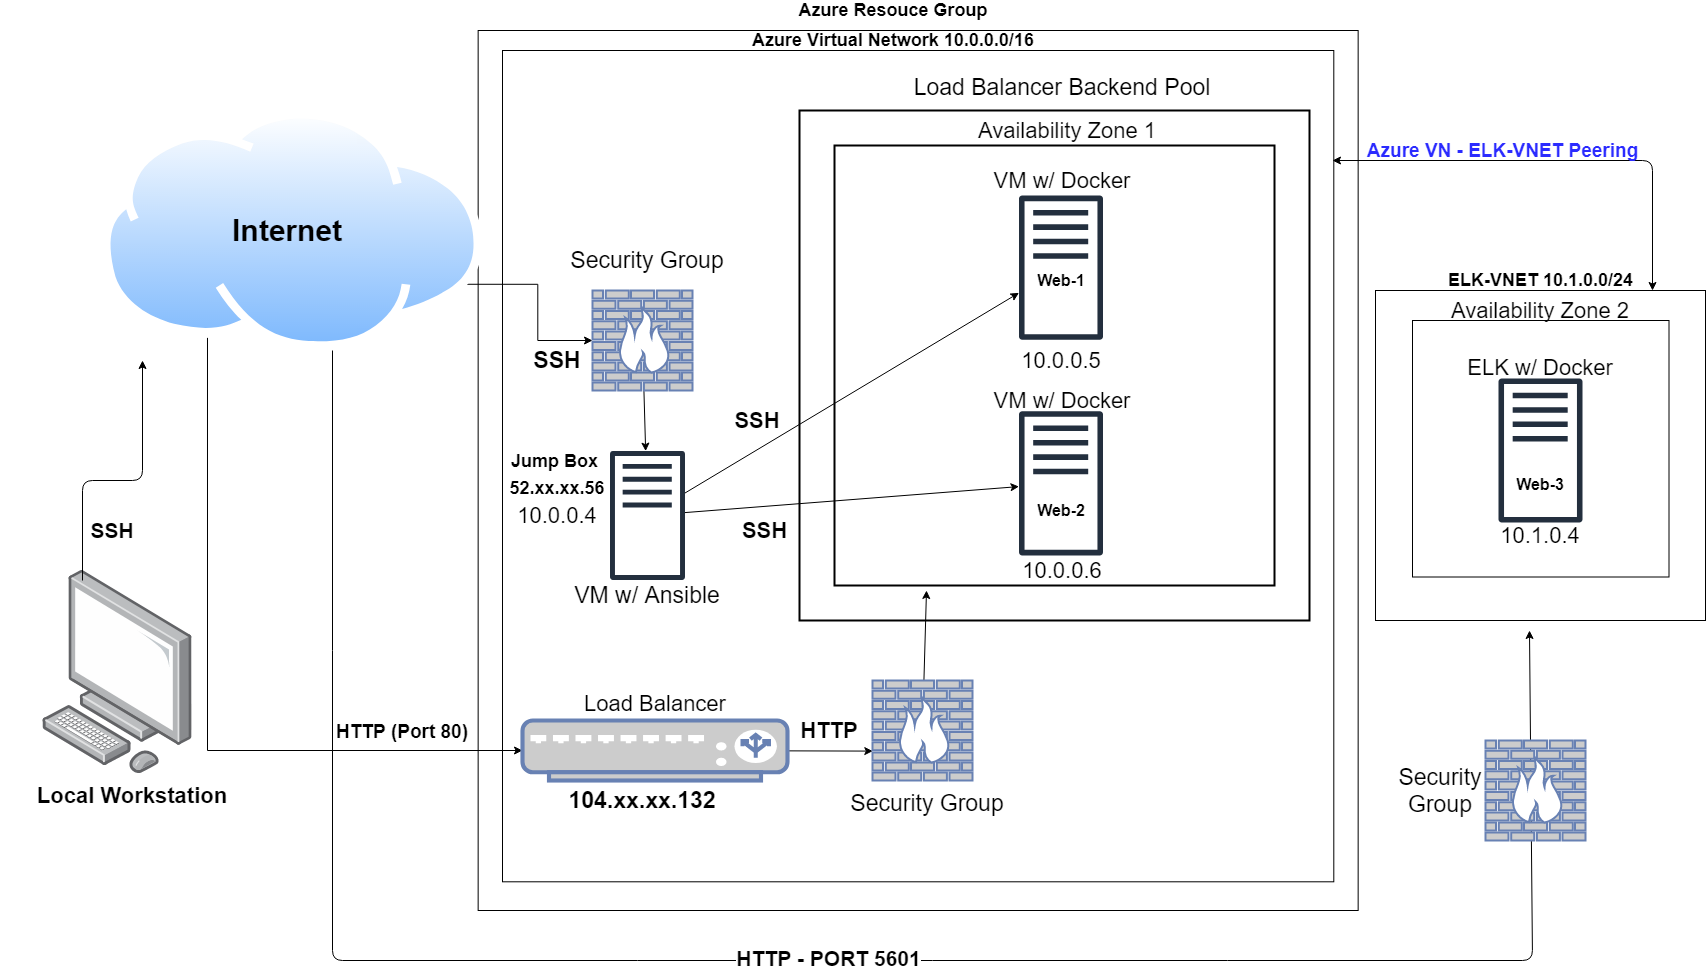 Azure Resouce Group
Azure Virtual Network 10.0.0.0/16
Load Balancer Backend Pool
Availability Zone 1
Azure VN - ELK-VNET Peering
VM w/ Docker
Internet
Security Group
Web-1
ELK-VNET 10.1.0.0/24
Availability Zone 2
SSH
10.0.0.5
ELK w/ Docker
VM w/ Docker
SSH
Jump Box
52.xx.xx.56
10.0.0.4
Web-3
Web-2
SSH
SSH
10.1.0.4
10.0.0.6
VM w/ Ansible
Load Balancer
HTTP (Port 80)
HTTP
Security
Group
Local Workstation
104.xx.xx.132
Security Group
HTTP - PORT 5601